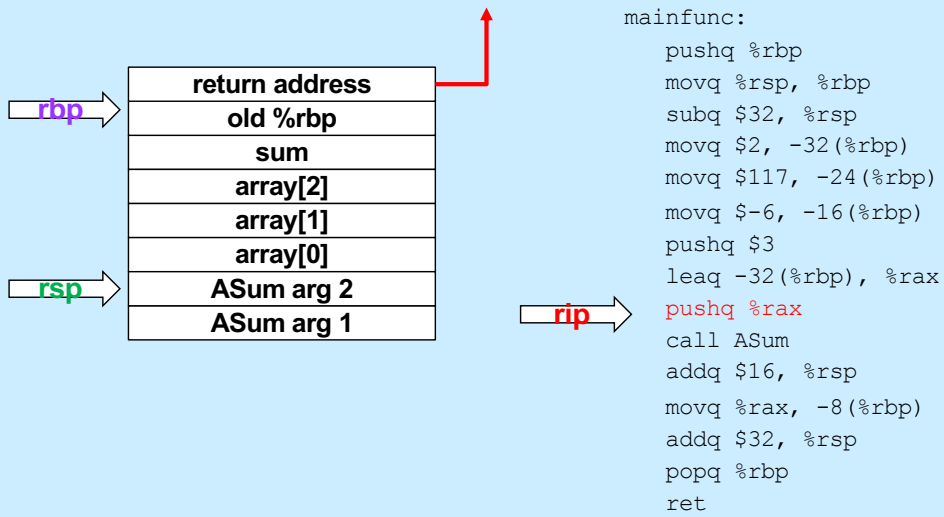 return address
rbp
old %rbp
sum
array[2]
array[1]
array[0]
rsp
ASum arg 2
ASum arg 1
rip
mainfunc:
pushq %rbp
movq %rsp, %rbp
subq $32, %rsp
movq $2, -32(%rbp)
movq $117, -24(%rbp)
movq $-6, -16(%rbp)
pushq $3
leaq -32(%rbp), %rax
pushq %rax
call ASum
addq $16, %rsp
movq %rax, -8(%rbp)
addq $32, %rsp
popq %rbp
ret